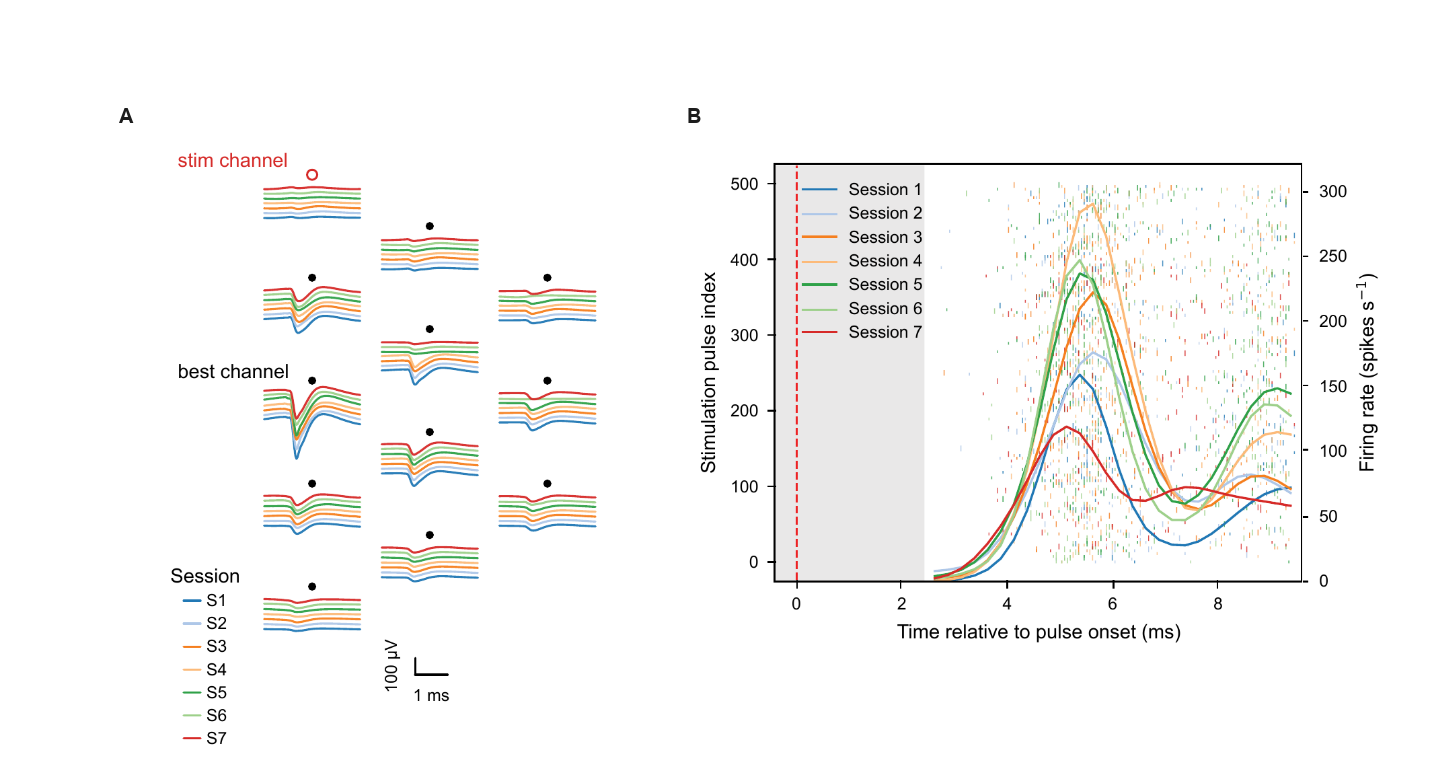 A
stim channel
best channel
Session
S1
S2
S3
S4
S5
S6
S7
100 μV
1 ms
B
Stimulation pulse index
500
400
300
200
100
0
Session 1
Session 2
Session 3
Session 4
Session 5
Session 6
Session 7
300
250
200
150
100
50
0
Firing rate (spikes s⁻¹)
0 2 4 6 8
Time relative to pulse onset (ms)